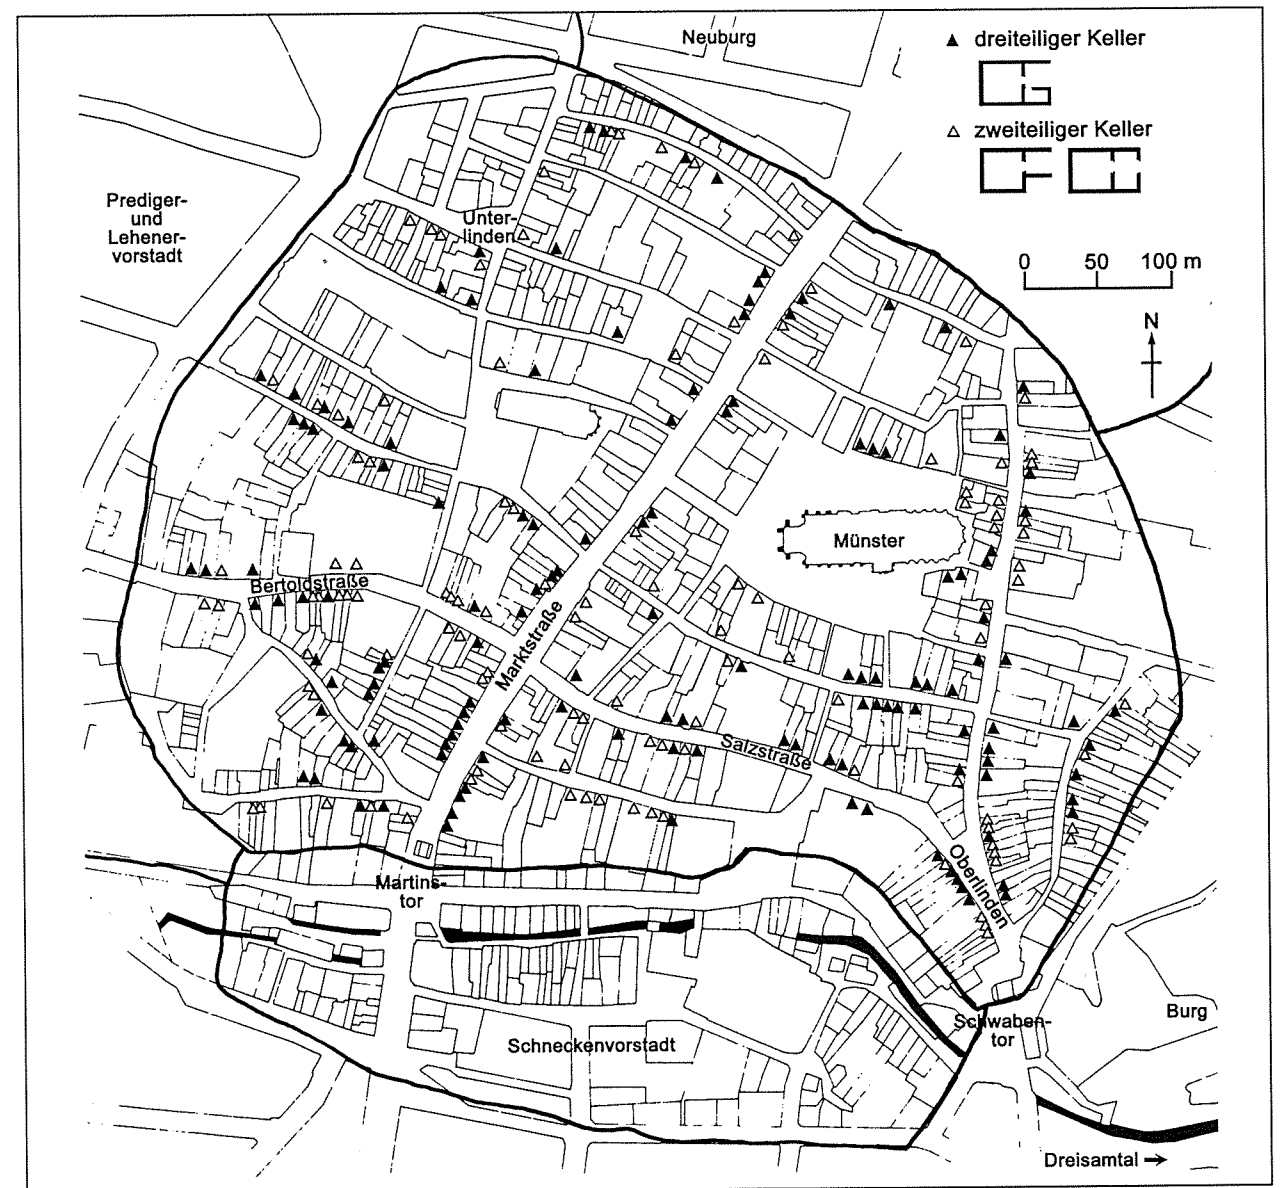 Neuburg
dreiteiliger Keller
zweiteiliger Keller
Prediger-
und
Lehener-
vorstadt
Unter-
linden
0 50 100 m
N
Münster
Bertoldstraße
Marktstraße
Salzstraße
Oberlinden
Martins-
tor
Schwaben-
tor
Burg
Schneckenvorstadt
Dreisamtal